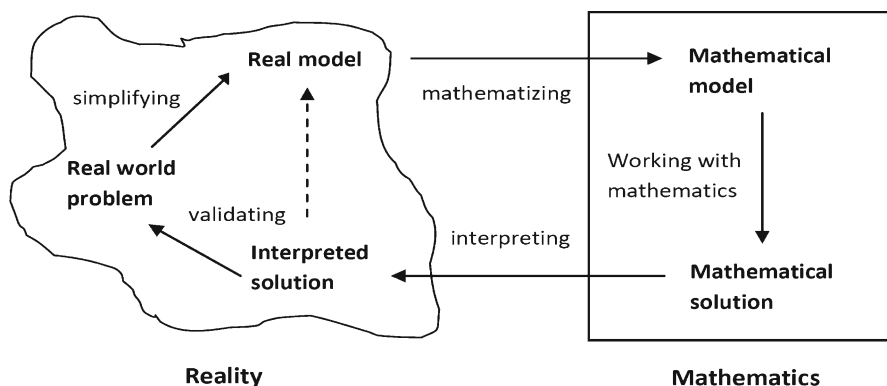 Real model
simplifying
Real world
problem
validating
Interpreted
solution
mathematizing
interpreting
Mathematical
model
Working with
mathematics
Mathematical
solution
Reality
Mathematics